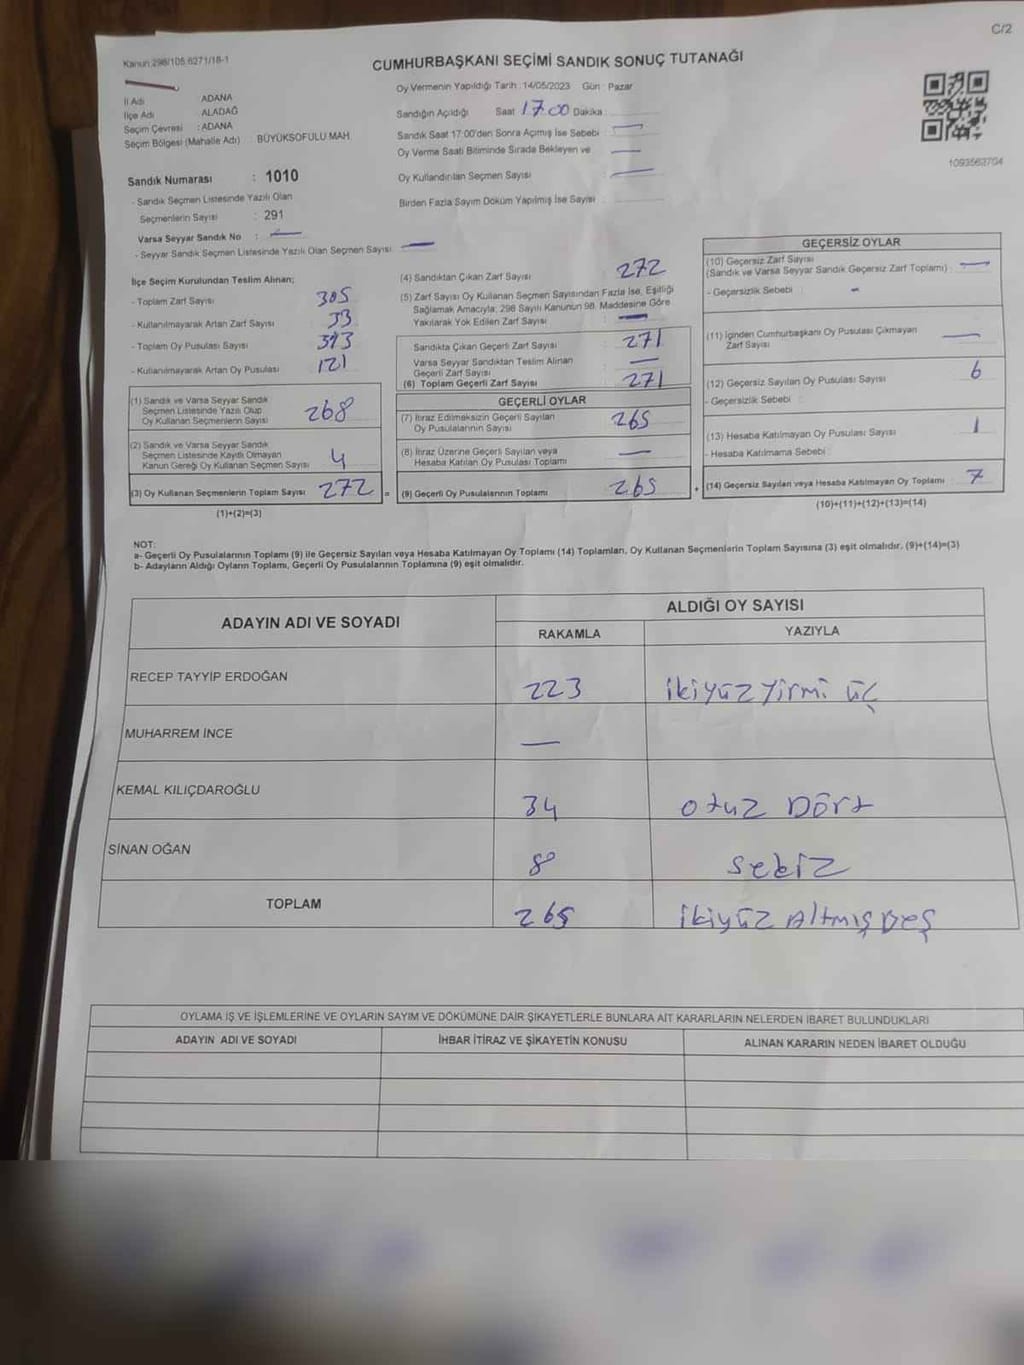 C/2
Kanun:298/105,6271/18-1
CUMHURBAŞKANI SEÇİMİ SANDIK SONUÇ TUTANAĞI
Oy Vermenin Yapıldığı Tarih : 14/05/2023 Gün : Pazar
İl Adı : ADANA
İlçe Adı : ALADAĞ
Seçim Çevresi : ADANA
Seçim Bölgesi (Mahalle Adı) BÜYÜKSOFULU MAH.
Sandık Numarası : 1010
- Sandık Seçmen Listesinde Yazılı Olan
Seçmenlerin Sayısı : 291
Varsa Seyyar Sandık No : —
- Seyyar Sandık Seçmen Listesinde Yazılı Olan Seçmen Sayısı : —
Sandığın Açıldığı Saat 17.00 Dakika :
Sandık Saat 17:00'den Sonra Açılmış İse Sebebi : —
Oy Verme Saati Bitiminde Sırada Bekleyen ve —
Oy Kullandırılan Seçmen Sayısı : —
Birden Fazla Sayım Döküm Yapılmış İse Sayısı :
1093562704
İlçe Seçim Kurulundan Teslim Alınan;
- Toplam Zarf Sayısı : 305
- Kullanılmayarak Artan Zarf Sayısı : 33
- Toplam Oy Pusulası Sayısı : 393
- Kullanılmayarak Artan Oy Pusulası : 121
(1) Sandık ve Varsa Seyyar Sandık
Seçmen Listesinde Yazılı Olup
Oy Kullanan Seçmenlerin Sayısı : 268
(2) Sandık ve Varsa Seyyar Sandık
Seçmen Listesinde Kayıtlı Olmayan
Kanun Gereği Oy Kullanan Seçmen Sayısı : 4
(3) Oy Kullanan Seçmenlerin Toplam Sayısı : 272 =
(1)+(2)=(3)
(4) Sandıktan Çıkan Zarf Sayısı : 272
(5) Zarf Sayısı Oy Kullanan Seçmen Sayısından Fazla İse, Eşitliği
Sağlamak Amacıyla; 298 Sayılı Kanunun 98. Maddesine Göre
Yakılarak Yok Edilen Zarf Sayısı : —
Sandıkta Çıkan Geçerli Zarf Sayısı : 271
Varsa Seyyar Sandıktan Teslim Alınan
Geçerli Zarf Sayısı : —
(6) Toplam Geçerli Zarf Sayısı : 271
GEÇERLİ OYLAR
(7) İtiraz Edilmeksizin Geçerli Sayılan
Oy Pusulalarının Sayısı : 265
(8) İtiraz Üzerine Geçerli Sayılan veya
Hesaba Katılan Oy Pusulası Toplamı : —
(9) Geçerli Oy Pusulalarının Toplamı : 265 +
GEÇERSİZ OYLAR
(10) Geçersiz Zarf Sayısı
(Sandık ve Varsa Seyyar Sandık Geçersiz Zarf Toplamı) : —
- Geçersizlik Sebebi : -
(11) İçinden Cumhurbaşkanı Oy Pusulası Çıkmayan
Zarf Sayısı : —
(12) Geçersiz Sayılan Oy Pusulası Sayısı : 6
- Geçersizlik Sebebi :
(13) Hesaba Katılmayan Oy Pusulası Sayısı : 1
- Hesaba Katılmama Sebebi :
(14) Geçersiz Sayılan veya Hesaba Katılmayan Oy Toplamı : 7
(10)+(11)+(12)+(13)=(14)
NOT:
a- Geçerli Oy Pusulalarının Toplamı (9) ile Geçersiz Sayılan veya Hesaba Katılmayan Oy Toplamı (14) Toplamları, Oy Kullanan Seçmenlerin Toplam Sayısına (3) eşit olmalıdır. (9)+(14)=(3)
b- Adayların Aldığı Oyların Toplamı, Geçerli Oy Pusulalarının Toplamına (9) eşit olmalıdır.
ADAYIN ADI VE SOYADI ALDIĞI OY SAYISI
RAKAMLA YAZIYLA
RECEP TAYYİP ERDOĞAN 223 ikiyüzyirmi üç
MUHARREM İNCE —
KEMAL KILIÇDAROĞLU 34 otuz Dört
SİNAN OĞAN 8 sekiz
TOPLAM 265 ikiyüz Altmış Beş
OYLAMA İŞ VE İŞLEMLERİNE VE OYLARIN SAYIM VE DÖKÜMÜNE DAİR ŞİKAYETLERLE BUNLARA AİT KARARLARIN NELERDEN İBARET BULUNDUKLARI
ADAYIN ADI VE SOYADI İHBAR İTİRAZ VE ŞİKAYETİN KONUSU ALINAN KARARIN NEDEN İBARET OLDUĞU